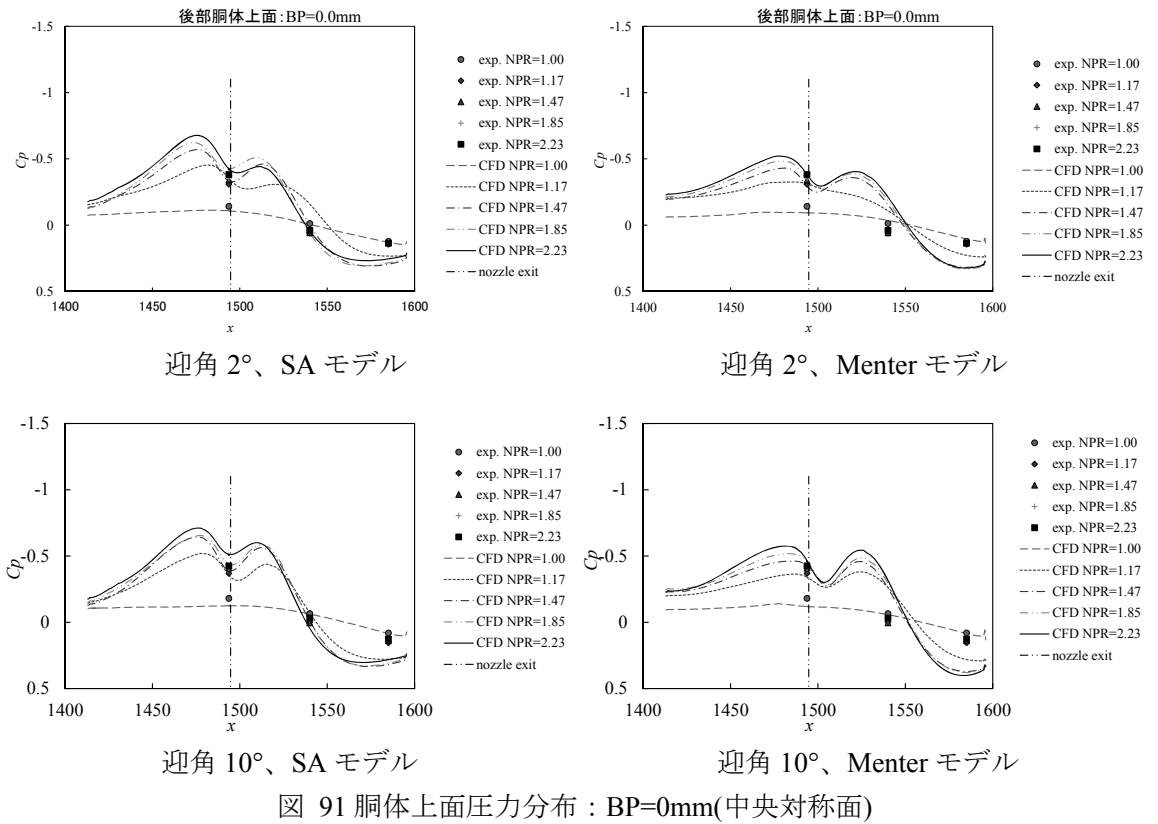 後部胴体上面:BP=0.0mm
-1.5
-1
-0.5
0
0.5
Cp
1400 1450 1500 1550 1600
x
exp. NPR=1.00
exp. NPR=1.17
exp. NPR=1.47
exp. NPR=1.85
exp. NPR=2.23
CFD NPR=1.00
CFD NPR=1.17
CFD NPR=1.47
CFD NPR=1.85
CFD NPR=2.23
nozzle exit
迎角 2°、SA モデル
後部胴体上面:BP=0.0mm
-1.5
-1
-0.5
0
0.5
Cp
1400 1450 1500 1550 1600
x
exp. NPR=1.00
exp. NPR=1.17
exp. NPR=1.47
exp. NPR=1.85
exp. NPR=2.23
CFD NPR=1.00
CFD NPR=1.17
CFD NPR=1.47
CFD NPR=1.85
CFD NPR=2.23
nozzle exit
迎角 2°、Menter モデル
-1.5
-1
-0.5
0
0.5
Cp
1400 1450 1500 1550 1600
x
exp. NPR=1.00
exp. NPR=1.17
exp. NPR=1.47
exp. NPR=1.85
exp. NPR=2.23
CFD NPR=1.00
CFD NPR=1.17
CFD NPR=1.47
CFD NPR=1.85
CFD NPR=2.23
nozzle exit
迎角 10°、SA モデル
-1.5
-1
-0.5
0
0.5
Cp
1400 1450 1500 1550 1600
x
exp. NPR=1.00
exp. NPR=1.17
exp. NPR=1.47
exp. NPR=1.85
exp. NPR=2.23
CFD NPR=1.00
CFD NPR=1.17
CFD NPR=1.47
CFD NPR=1.85
CFD NPR=2.23
nozzle exit
迎角 10°、Menter モデル
図 91 胴体上面圧力分布：BP=0mm(中央対称面)